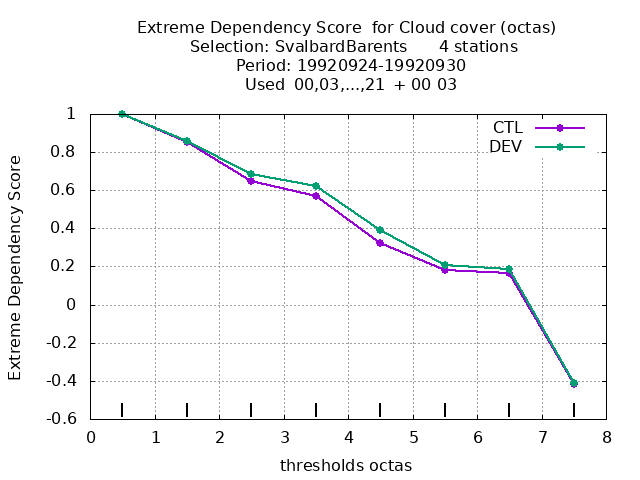 Extreme Dependency Score  for Cloud cover (octas)
Selection: SvalbardBarents      4 stations
Period: 19920924-19920930
Used  00,03,...,21  + 00 03
CTL
DEV
Extreme Dependency Score
1
0.8
0.6
0.4
0.2
0
-0.2
-0.4
-0.6
0 1 2 3 4 5 6 7 8
thresholds octas